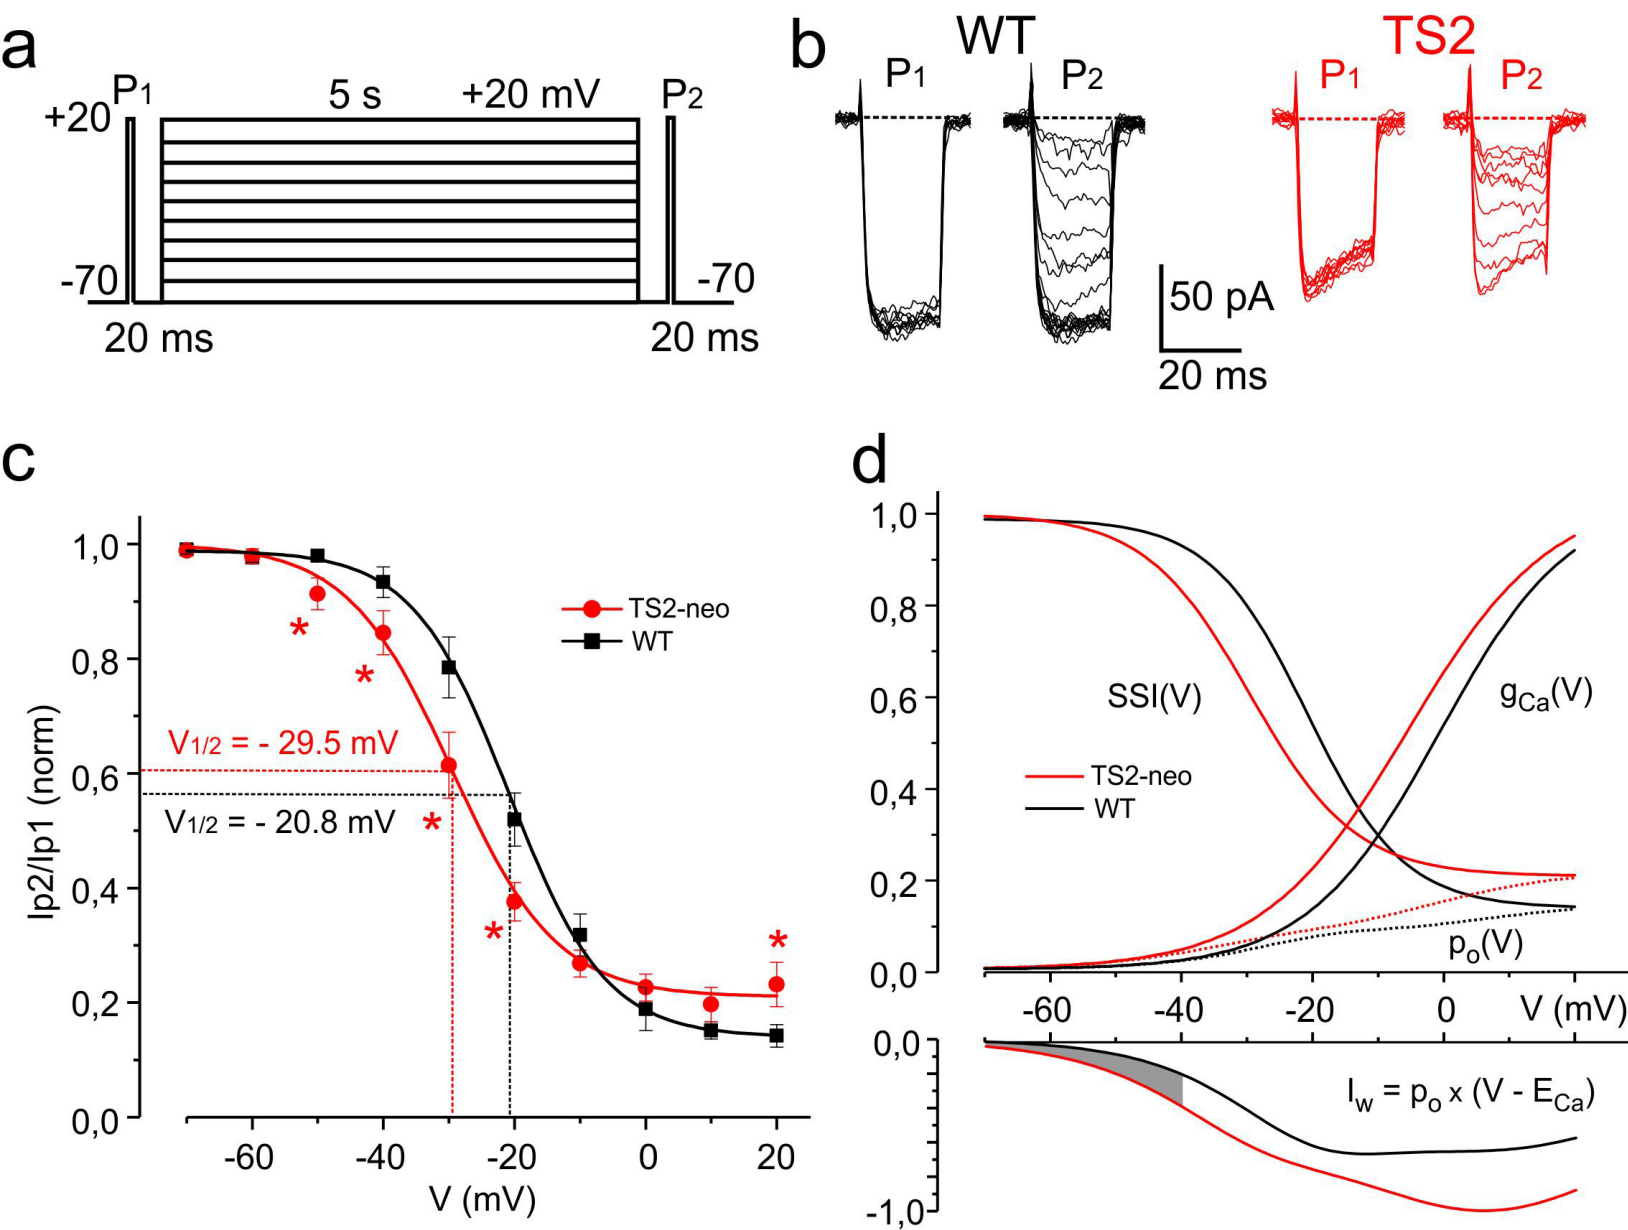 a
P1
5 s
+20 mV
P2
+20
-70
-70
20 ms
20 ms
b
WT
TS2
P1
P2
P1
P2
50 pA
20 ms
c
Ip2/Ip1 (norm)
1,0
0,8
0,6
0,4
0,2
0,0
TS2-neo
WT
*
*
V1/2 = - 29.5 mV
V1/2 = - 20.8 mV
*
*
*
-60
-40
-20
0
20
V (mV)
d
1,0
0,8
0,6
0,4
0,2
0,0
SSI(V)
gCa(V)
TS2-neo
WT
po(V)
-60
-40
-20
0
V (mV)
0,0
-1,0
Iw = po x (V - ECa)